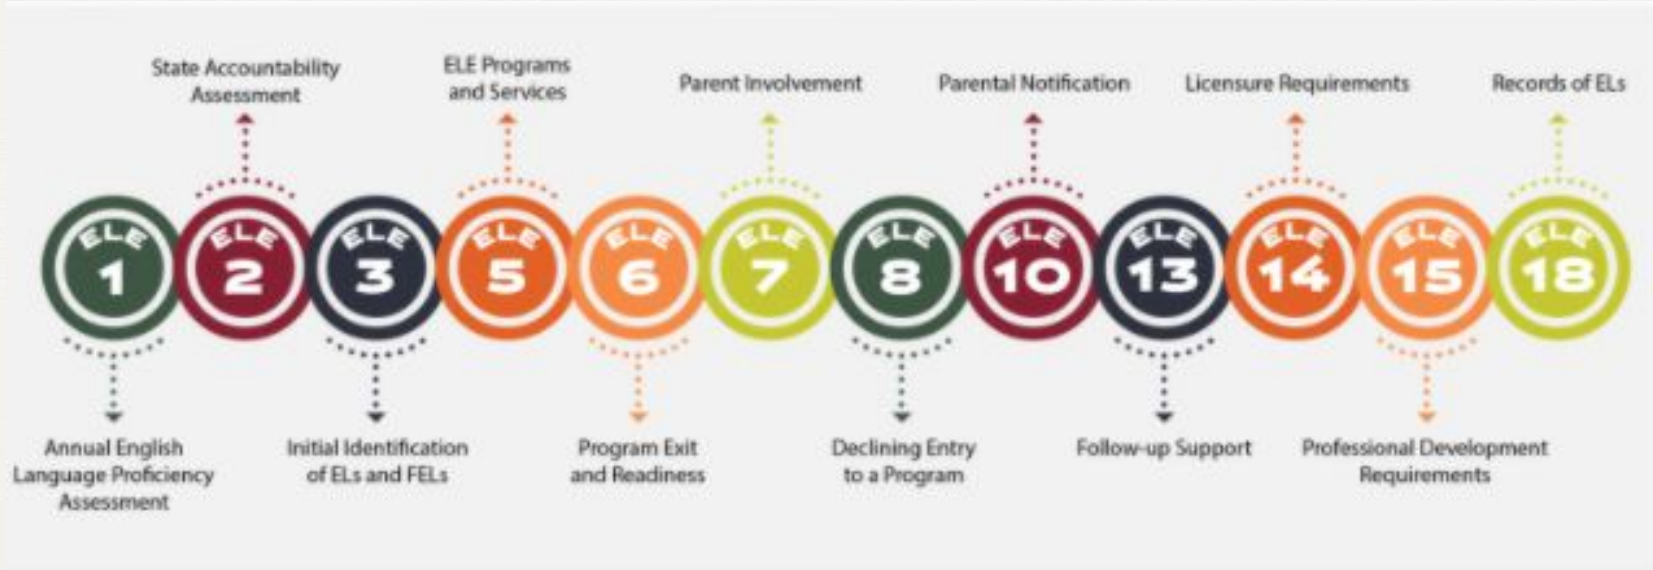 State Accountability
Assessment
ELE Programs
and Services
Parent Involvement
Parental Notification
Licensure Requirements
Records of ELs
ELE
1
ELE
2
ELE
3
ELE
5
ELE
6
ELE
7
ELE
8
ELE
10
ELE
13
ELE
14
ELE
15
ELE
18
Annual English
Language Proficiency
Assessment
Initial Identification
of ELs and FELs
Program Exit
and Readiness
Declining Entry
to a Program
Follow-up Support
Professional Development
Requirements